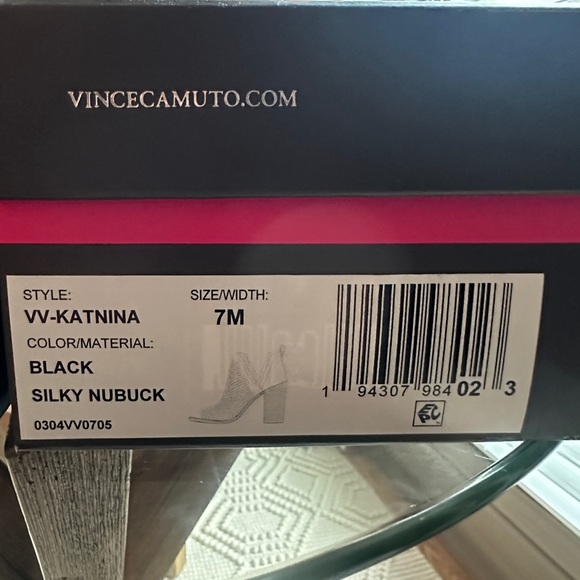 VINCECAMUTO.COM
STYLE:
VV-KATNINA
SIZE/WIDTH:
7M
COLOR/MATERIAL:
BLACK
SILKY NUBUCK
0304VV0705
1 94307 98402 3